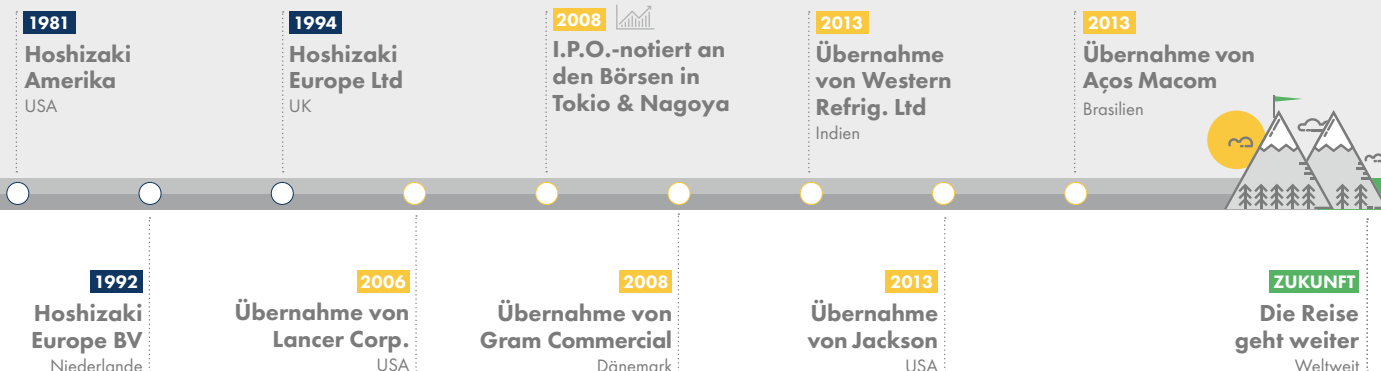 1981
Hoshizaki
Amerika
USA
1994
Hoshizaki
Europe Ltd
UK
2008
I.P.O.-notiert an
den Börsen in
Tokio & Nagoya
2013
Übernahme
von Western
Refrig. Ltd
Indien
2013
Übernahme von
Aços Macom
Brasilien
1992
Hoshizaki
Europe BV
Niederlande
2006
Übernahme von
Lancer Corp.
USA
2008
Übernahme von
Gram Commercial
Dänemark
2013
Übernahme
von Jackson
USA
ZUKUNFT
Die Reise
geht weiter
Weltweit